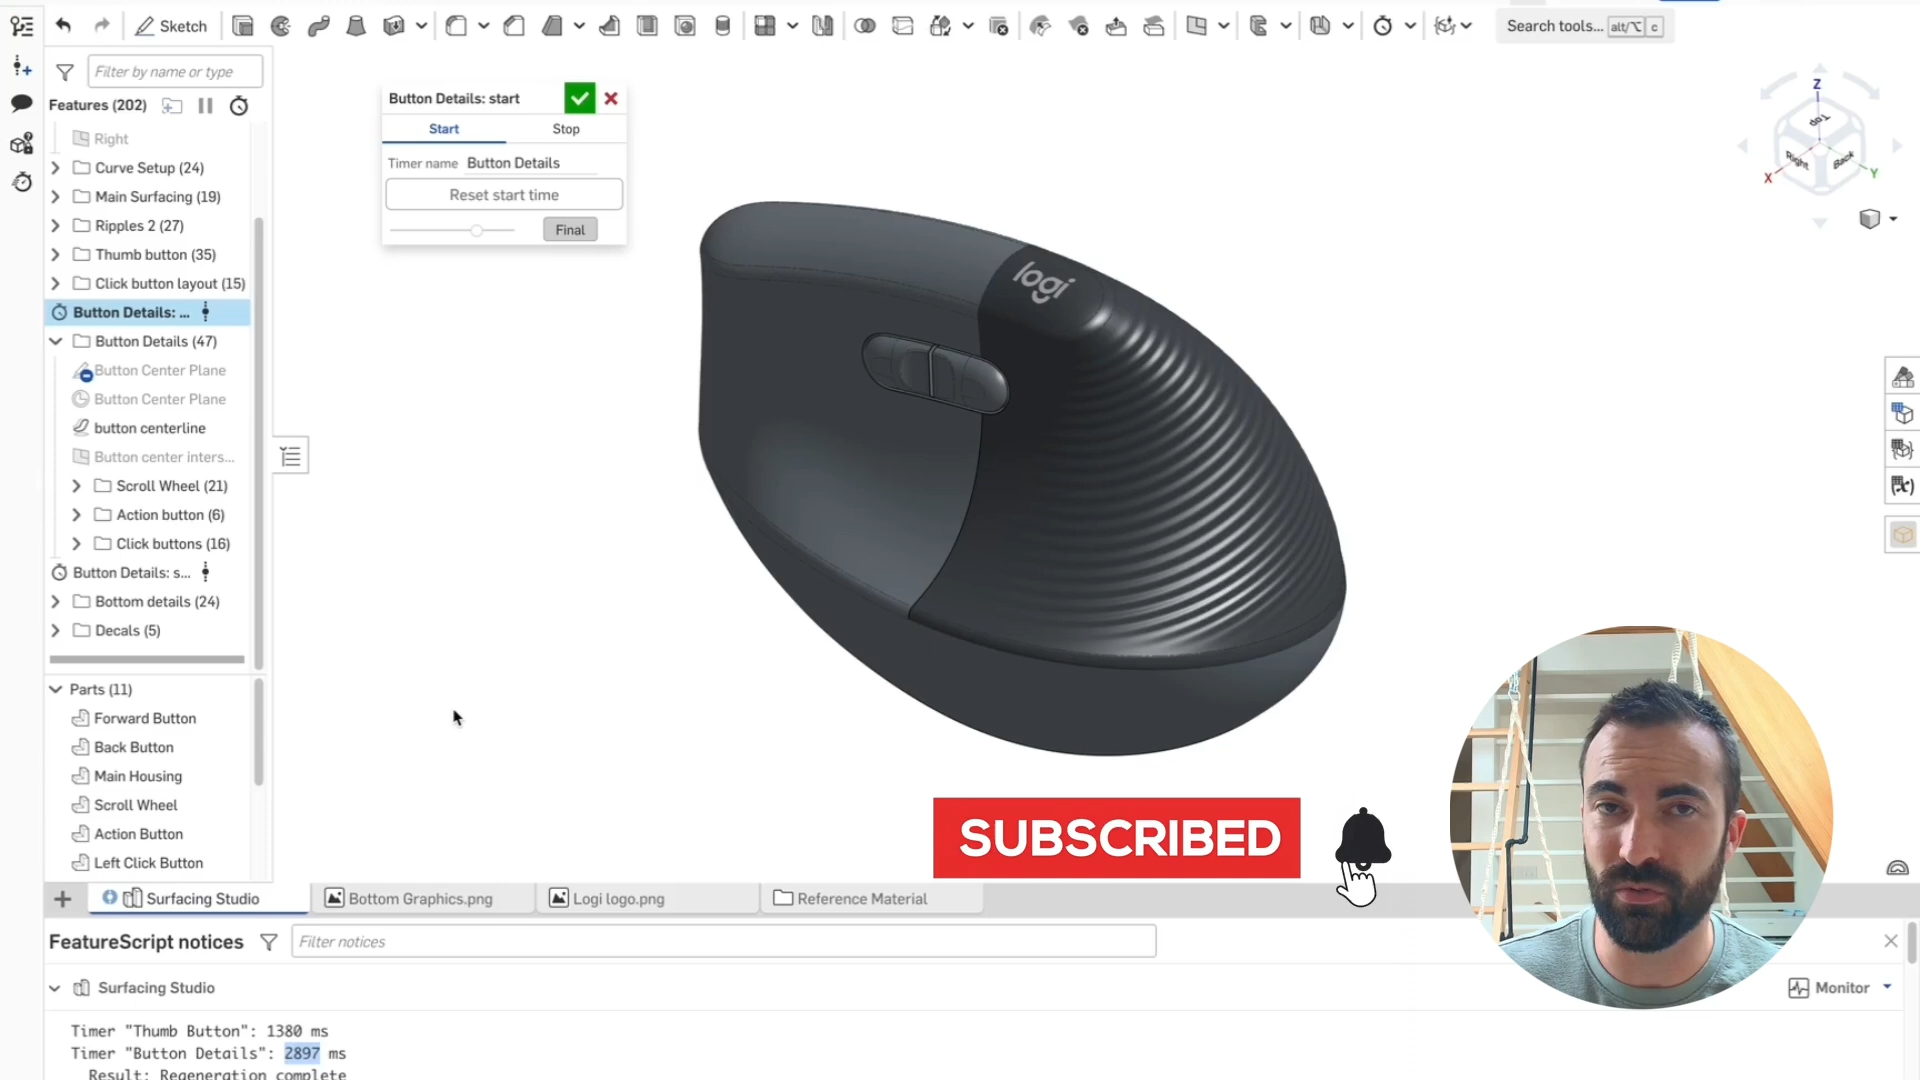 Sketch
Search tools... alt/⌥ c
Filter by name or type
Features (202)
Right
Curve Setup (24)
Main Surfacing (19)
Ripples 2 (27)
Thumb button (35)
Click button layout (15)
Button Details: ...
Button Details (47)
Button Center Plane
Button Center Plane
button centerline
Button center inters...
Scroll Wheel (21)
Action button (6)
Click buttons (16)
Button Details: s...
Bottom details (24)
Decals (5)
Parts (11)
Forward Button
Back Button
Main Housing
Scroll Wheel
Action Button
Left Click Button
Button Details: start
Start Stop
Timer name Button Details
Reset start time
Final
logi
Z
Top
Right
Back
X
Y
(x)
SUBSCRIBED
Surfacing Studio
Bottom Graphics.png
Logi logo.png
Reference Material
FeatureScript notices
Filter notices
Surfacing Studio
Monitor
Timer "Thumb Button": 1380 ms
Timer "Button Details": 2897 ms
Result: Regeneration complete